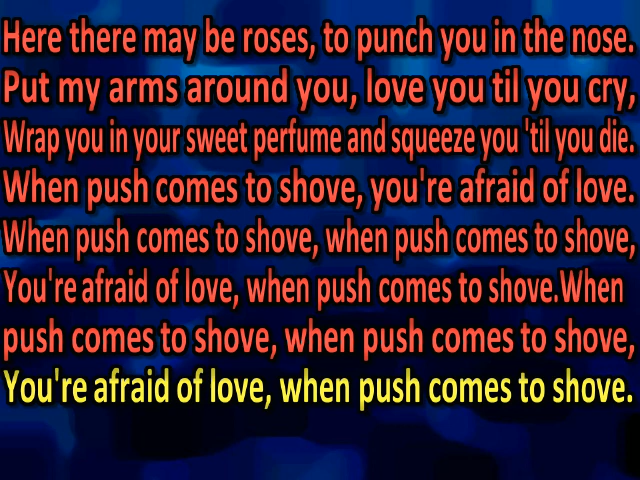 Here there may be roses, to punch you in the nose.
Put my arms around you, love you til you cry,
Wrap you in your sweet perfume and squeeze you 'til you die.
When push comes to shove, you're afraid of love.
When push comes to shove, when push comes to shove,
You're afraid of love, when push comes to shove.When
push comes to shove, when push comes to shove,
You're afraid of love, when push comes to shove.